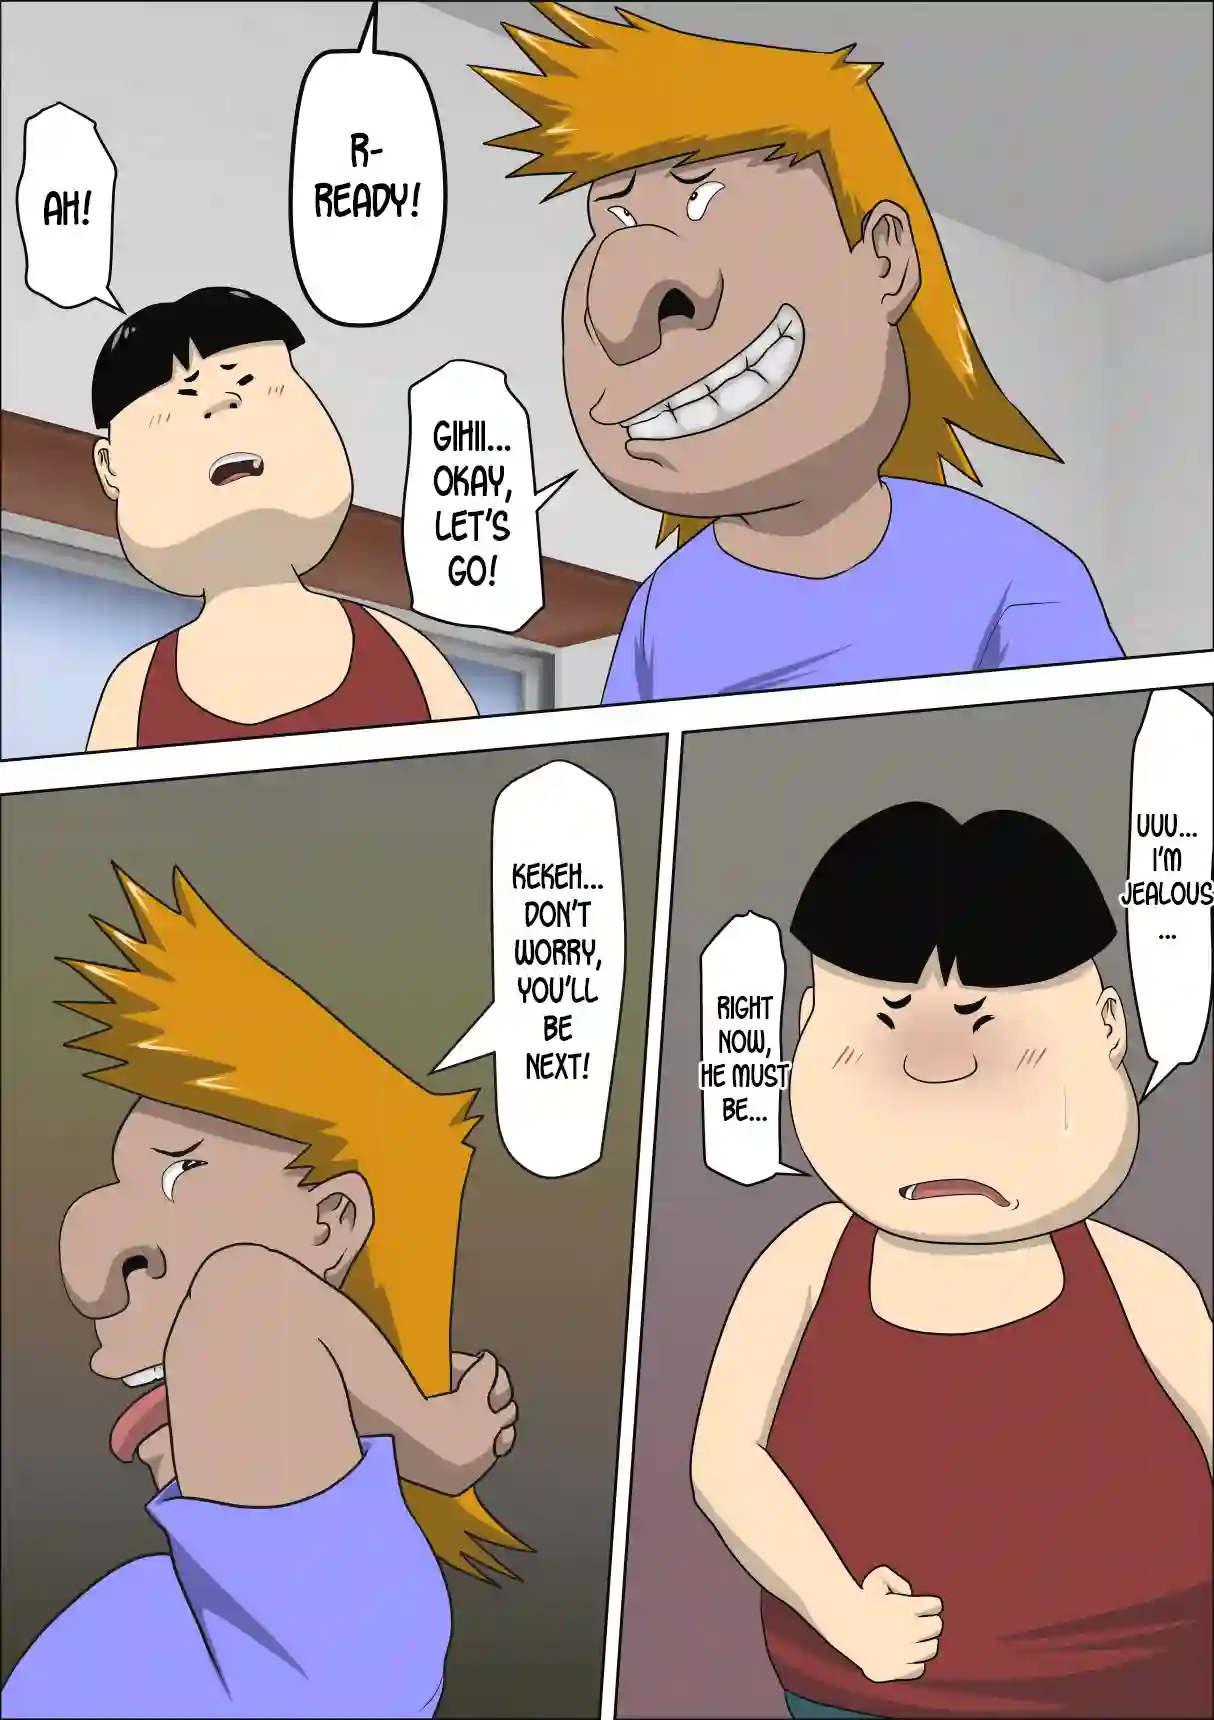 R-
READY!
AH!
GIHII...
OKAY,
LET'S
GO!
KEKEH...
DON'T
WORRY,
YOU'LL
BE
NEXT!
UUU...
I'M
JEALOUS
...
RIGHT
NOW,
HE MUST
BE...